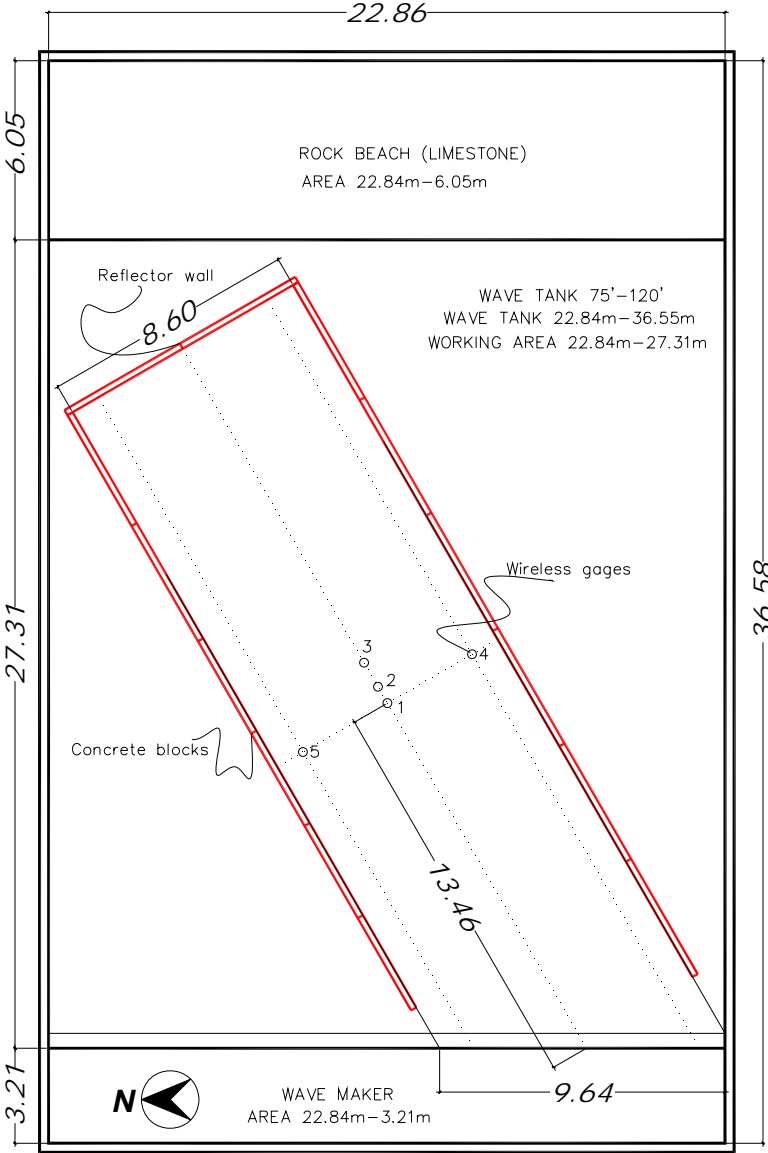 22.86
6.05
ROCK BEACH (LIMESTONE)
AREA 22.84m-6.05m
Reflector wall
8.60
WAVE TANK 75'-120'
WAVE TANK 22.84m-36.55m
WORKING AREA 22.84m-27.31m
Wireless gages
36.58
27.31
3
4
2
1
5
Concrete blocks
13.46
3.21
N
WAVE MAKER
AREA 22.84m-3.21m
9.64